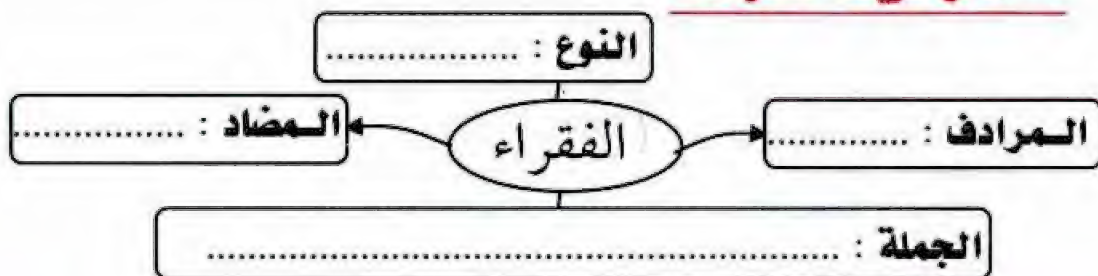 النوع : ..................
المرادف : ..............
الفقراء
المضاد : ................
الجملة : ............................................................